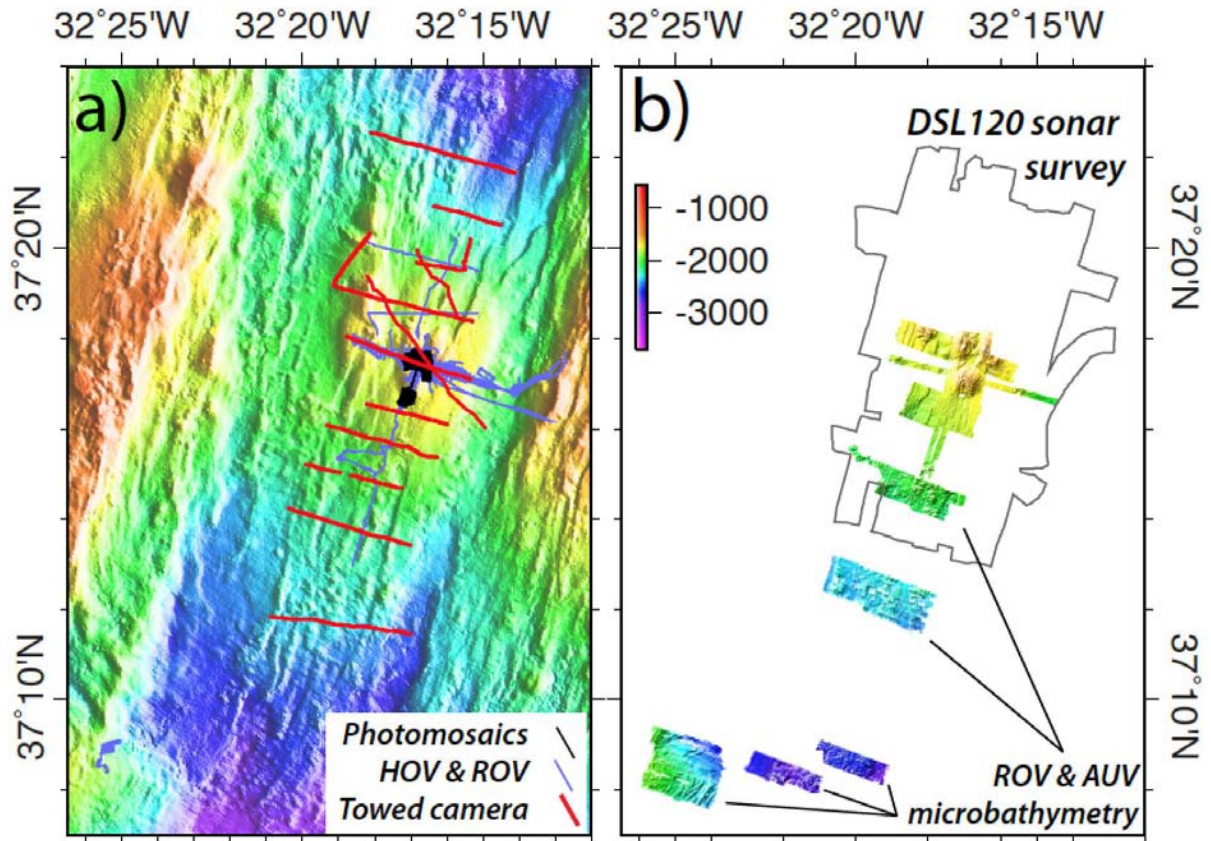 32°25'W 32°20'W 32°15'W
32°25'W 32°20'W 32°15'W
a)
37°20'N
37°10'N
Photomosaics
HOV & ROV
Towed camera
b)
DSL120 sonar
survey
-1000
-2000
-3000
37°20'N
37°10'N
ROV & AUV
microbathymetry